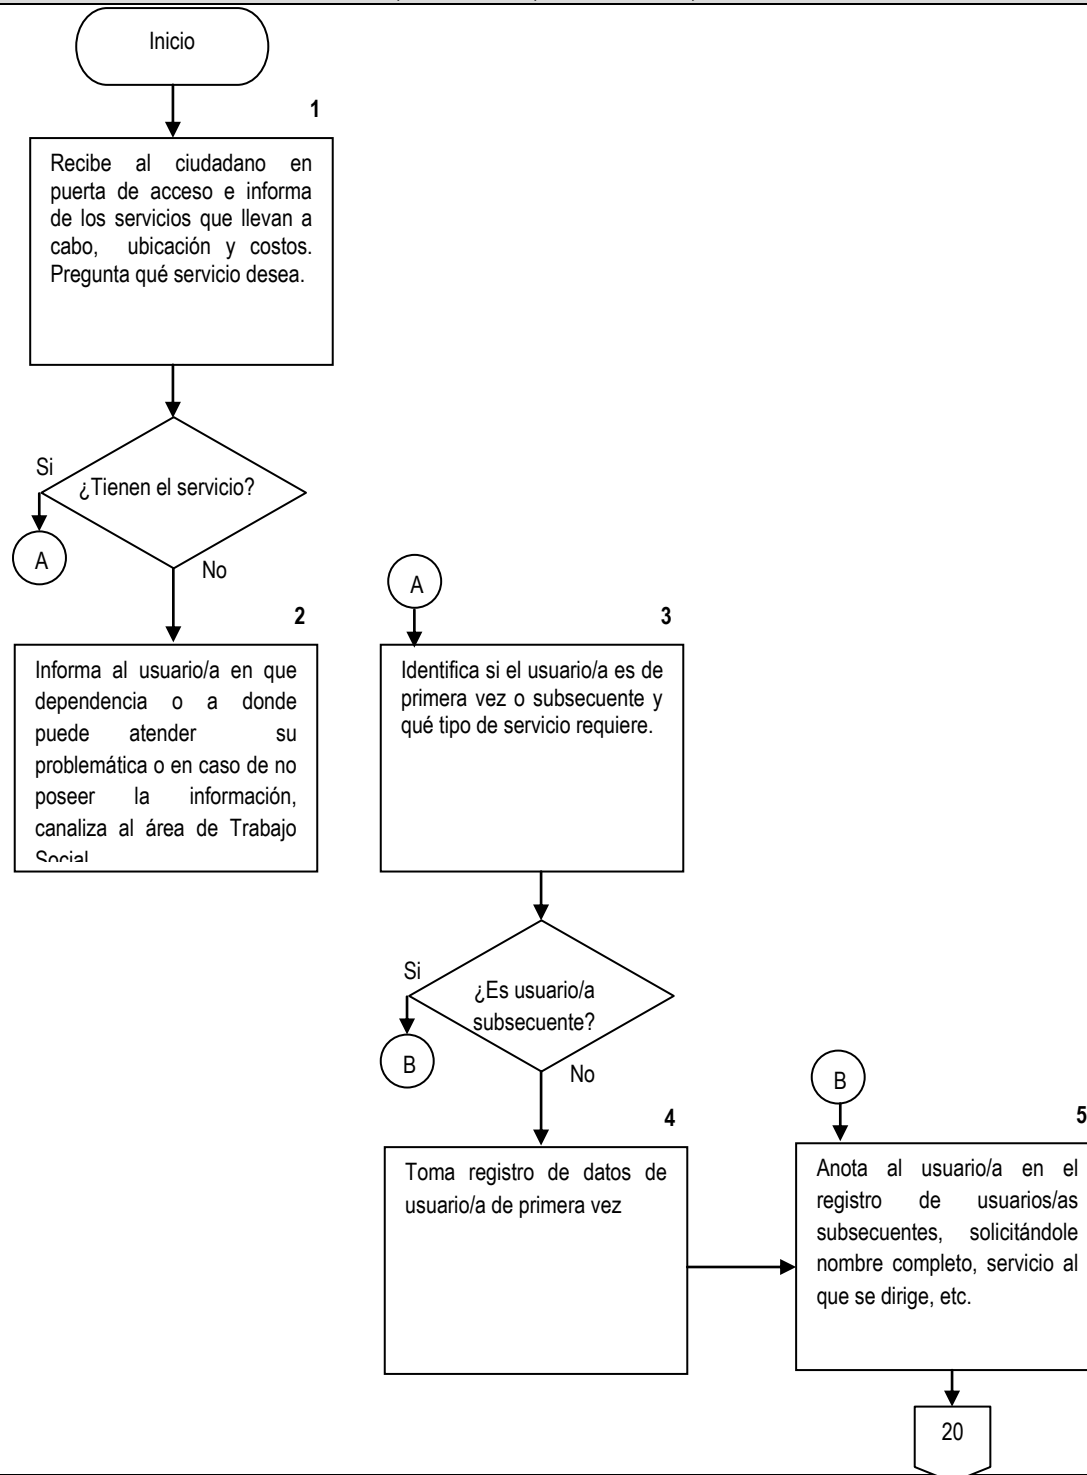 Inicio
1
Recibe al ciudadano en
puerta de acceso e informa
de los servicios que llevan a
cabo, ubicación y costos.
Pregunta qué servicio desea.
¿Tienen el servicio?
Si
A
No
2
Informa al usuario/a en que
dependencia o a donde
puede atender su
problemática o en caso de no
poseer la información,
canaliza al área de Trabajo
Social
A
3
Identifica si el usuario/a es de
primera vez o subsecuente y
qué tipo de servicio requiere.
Si
¿Es usuario/a
subsecuente?
B
No
4
Toma registro de datos de
usuario/a de primera vez
B
5
Anota al usuario/a en el
registro de usuarios/as
subsecuentes, solicitándole
nombre completo, servicio al
que se dirige, etc.
20